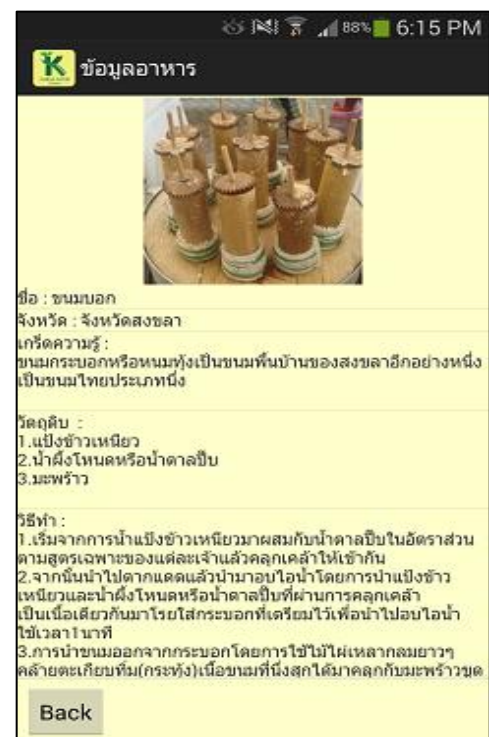 88% 6:15 PM
ข้อมูลอาหาร
ชื่อ : ขนมบอก
จังหวัด : จังหวัดสงขลา
เกร็ดความรู้ :
ขนมกระบอกหรือหนมทุ้งเป็นขนมพื้นบ้านของสงขลาอีกอย่างหนึ่ง
เป็นขนมไทยประเภทนึ่ง
วัตถุดิบ :
1.แป้งข้าวเหนียว
2.น้ำผึ้งโหนดหรือน้ำตาลปี๊บ
3.มะพร้าว
วิธีทำ :
1.เริ่มจากการนำแป้งข้าวเหนียวมาผสมกับน้ำตาลปี๊บในอัตราส่วน
ตามสูตรเฉพาะของแต่ละเจ้าแล้วคลุกเคล้าให้เข้ากัน
2.จากนั้นนำไปตากแดดแล้วนำมาอบไอน้ำโดยการนำแป้งข้าว
เหนียวและน้ำผึ้งโหนดหรือน้ำตาลปี๊บที่ผ่านการคลุกเคล้า
เป็นเนื้อเดียวกันมาโรยใส่กระบอกที่เตรียมไว้เพื่อนำไปอบไอน้ำ
ใช้เวลา1นาที
3.การนำขนมออกจากกระบอกโดยการใช้ไม้ไผ่เหลากลมยาวๆ
คล้ายตะเกียบทิ่ม(กระทุ้ง)เนื้อขนมที่นึ่งสุกได้มาคลุกกับมะพร้าวขูด
Back